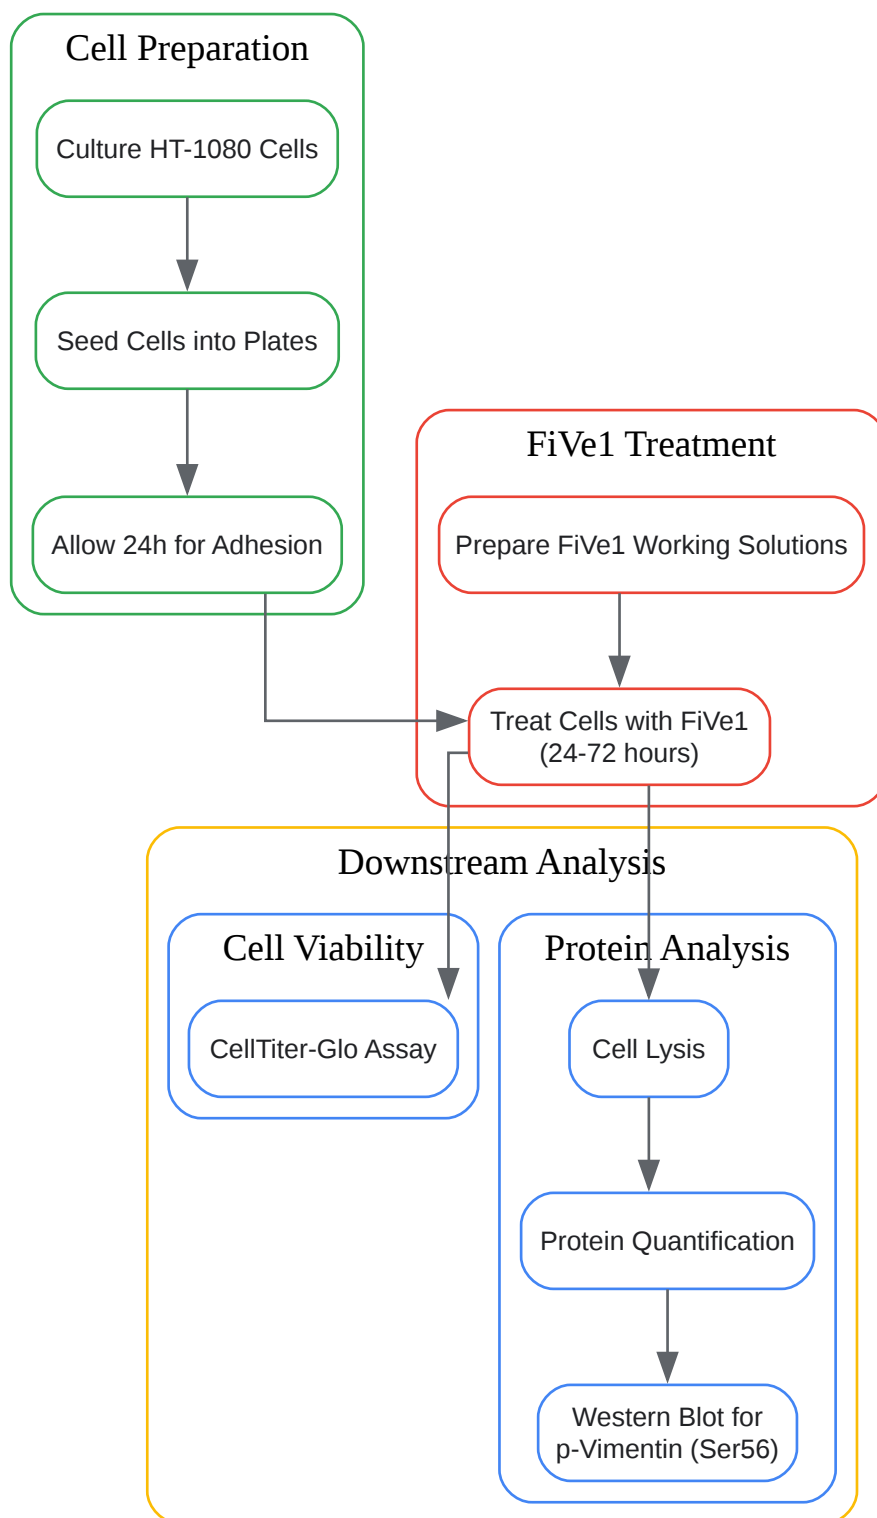 Cell Preparation
Culture HT-1080 Cells
Seed Cells into Plates
Allow 24h for Adhesion
FiVe1 Treatment
Prepare FiVe1 Working Solutions
Treat Cells with FiVe1
(24-72 hours)
Downstream Analysis
Cell Viability
CellTiter-Glo Assay
Protein Analysis
Cell Lysis
Protein Quantification
Western Blot for
p-Vimentin (Ser56)